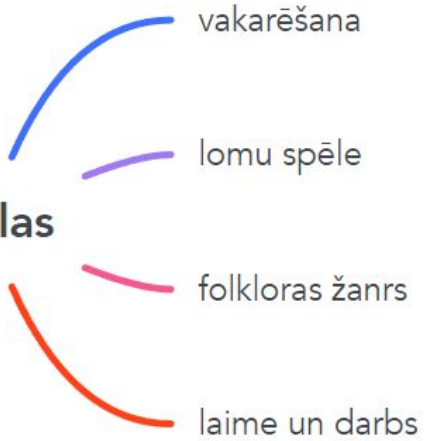 vakarēšana
lomu spēle
las
folkloras žanrs
laime un darbs